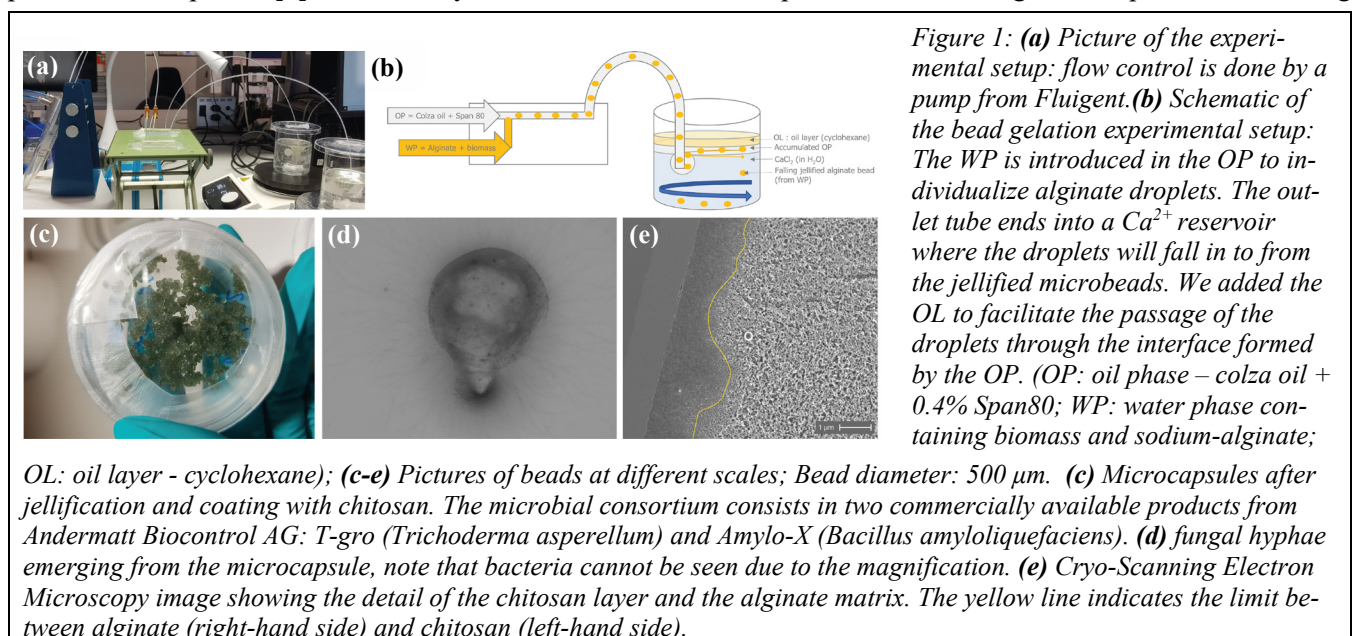 (a)
(b)
OP = Colza oil + Span 80
WP = Alginate + biomass
OL : oil layer (cyclohexane)
Accumulated OP
CaCl₂ (in H₂O)
Falling jellified alginate bead
(from WP)
(c)
(d)
(e)
1 µm
Figure 1: (a) Picture of the experi-
mental setup: flow control is done by a
pump from Fluigent.(b) Schematic of
the bead gelation experimental setup:
The WP is introduced in the OP to in-
dividualize alginate droplets. The out-
let tube ends into a Ca²⁺ reservoir
where the droplets will fall in to from
the jellified microbeads. We added the
OL to facilitate the passage of the
droplets through the interface formed
by the OP. (OP: oil phase – colza oil +
0.4% Span80; WP: water phase con-
taining biomass and sodium-alginate;
OL: oil layer - cyclohexane); (c-e) Pictures of beads at different scales; Bead diameter: 500 µm. (c) Microcapsules after
jellification and coating with chitosan. The microbial consortium consists in two commercially available products from
Andermatt Biocontrol AG: T-gro (Trichoderma asperellum) and Amylo-X (Bacillus amyloliquefaciens). (d) fungal hyphae
emerging from the microcapsule, note that bacteria cannot be seen due to the magnification. (e) Cryo-Scanning Electron
Microscopy image showing the detail of the chitosan layer and the alginate matrix. The yellow line indicates the limit be-
tween alginate (right-hand side) and chitosan (left-hand side).